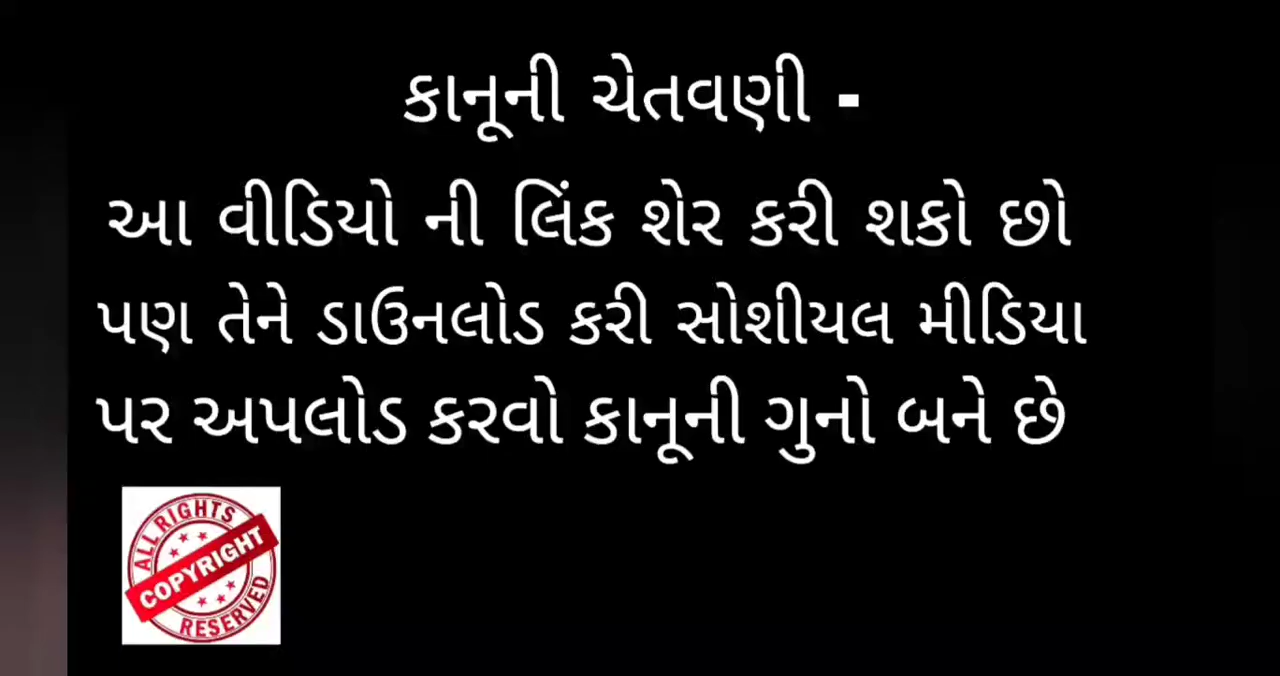 કાનૂની ચેતવણી -
આ વીડિયો ની લિંક શેર કરી શકો છો
પણ તેને ડાઉનલોડ કરી સોશીયલ મીડિયા
પર અપલોડ કરવો કાનૂની ગુનો બને છે
ALL RIGHTS
COPYRIGHT
RESERVED